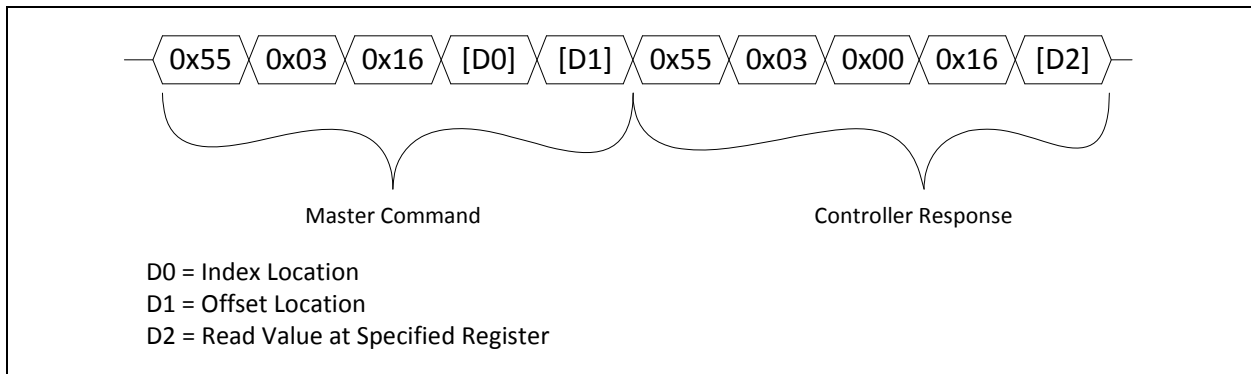 0x55 0x03 0x16 [D0] [D1] 0x55 0x03 0x00 0x16 [D2]
Master Command Controller Response
D0 = Index Location
D1 = Offset Location
D2 = Read Value at Specified Register